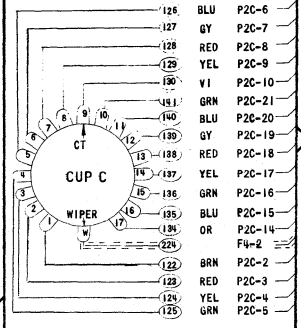 126 BLU P2C-6
127 GY P2C-7
128 RED P2C-8
129 YEL P2C-9
130 VI P2C-10
141 GRN P2C-21
140 BLU P2C-20
139 GY P2C-19
138 RED P2C-18
137 YEL P2C-17
136 GRN P2C-16
135 BLU P2C-15
134 OR P2C-14
224 F4-2
122 BRN P2C-2
123 RED P2C-3
124 YEL P2C-4
125 GRN P2C-5
CT
CUP C
WIPER
W
1
2
3
4
5
6
7
8
9
10
11
12
13
14
15
16
17